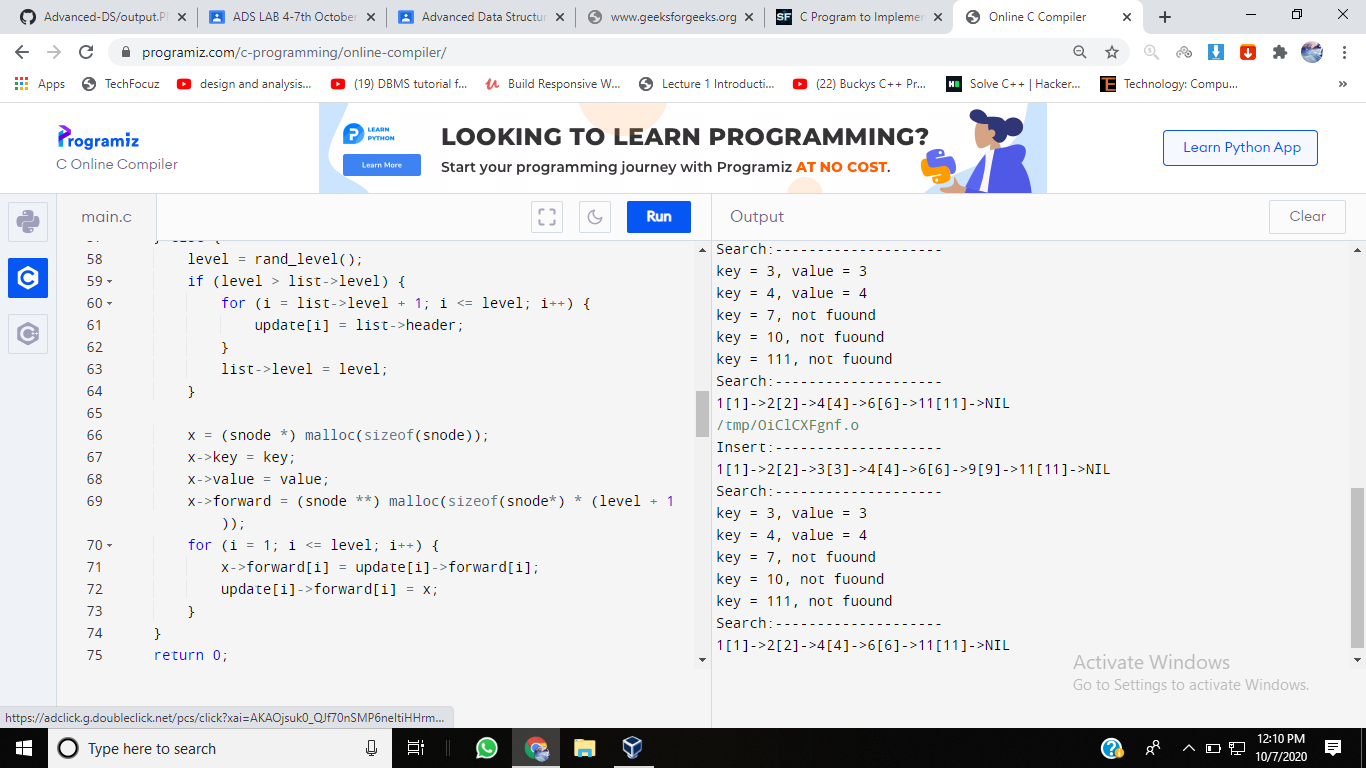 Advanced-DS/output.P
ADS LAB 4-7th October
Advanced Data Structur
www.geeksforgeeks.org
SF C Program to Implemen
Online C Compiler
programiz.com/c-programming/online-compiler/
Apps
TechFocuz
design and analysis...
(19) DBMS tutorial f...
Build Responsive W...
Lecture 1 Introducti...
(22) Buckys C++ Pr...
Solve C++ | Hacker...
Technology: Compu...
»
Programiz
C Online Compiler
LEARN PYTHON
Learn More
LOOKING TO LEARN PROGRAMMING?
Start your programming journey with Programiz AT NO COST.
Learn Python App
main.c
Run
Output
Clear
58 level = rand_level();
59 if (level > list->level) {
60 for (i = list->level + 1; i <= level; i++) {
61 update[i] = list->header;
62 }
63 list->level = level;
64 }
65
66 x = (snode *) malloc(sizeof(snode));
67 x->key = key;
68 x->value = value;
69 x->forward = (snode **) malloc(sizeof(snode*) * (level + 1
));
70 for (i = 1; i <= level; i++) {
71 x->forward[i] = update[i]->forward[i];
72 update[i]->forward[i] = x;
73 }
74 }
75 return 0;
Search:--------------------
key = 3, value = 3
key = 4, value = 4
key = 7, not fuound
key = 10, not fuound
key = 111, not fuound
Search:--------------------
1[1]->2[2]->4[4]->6[6]->11[11]->NIL
/tmp/OiClCXFgnf.o
Insert:--------------------
1[1]->2[2]->3[3]->4[4]->6[6]->9[9]->11[11]->NIL
Search:--------------------
key = 3, value = 3
key = 4, value = 4
key = 7, not fuound
key = 10, not fuound
key = 111, not fuound
Search:--------------------
1[1]->2[2]->4[4]->6[6]->11[11]->NIL
Activate Windows
Go to Settings to activate Windows.
https://adclick.g.doubleclick.net/pcs/click?xai=AKAOjsuk0_QJf70nSMP6neItiHHrm...
Type here to search
12:10 PM
10/7/2020